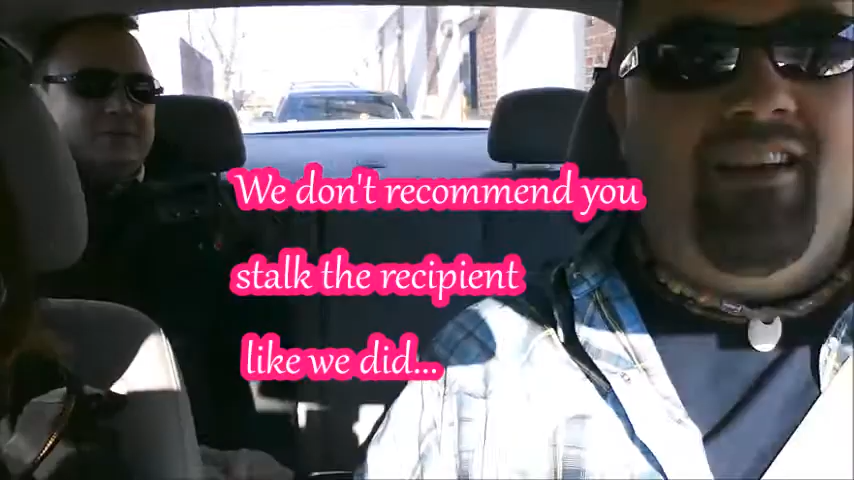 We don't recommend you
stalk the recipient
like we did...